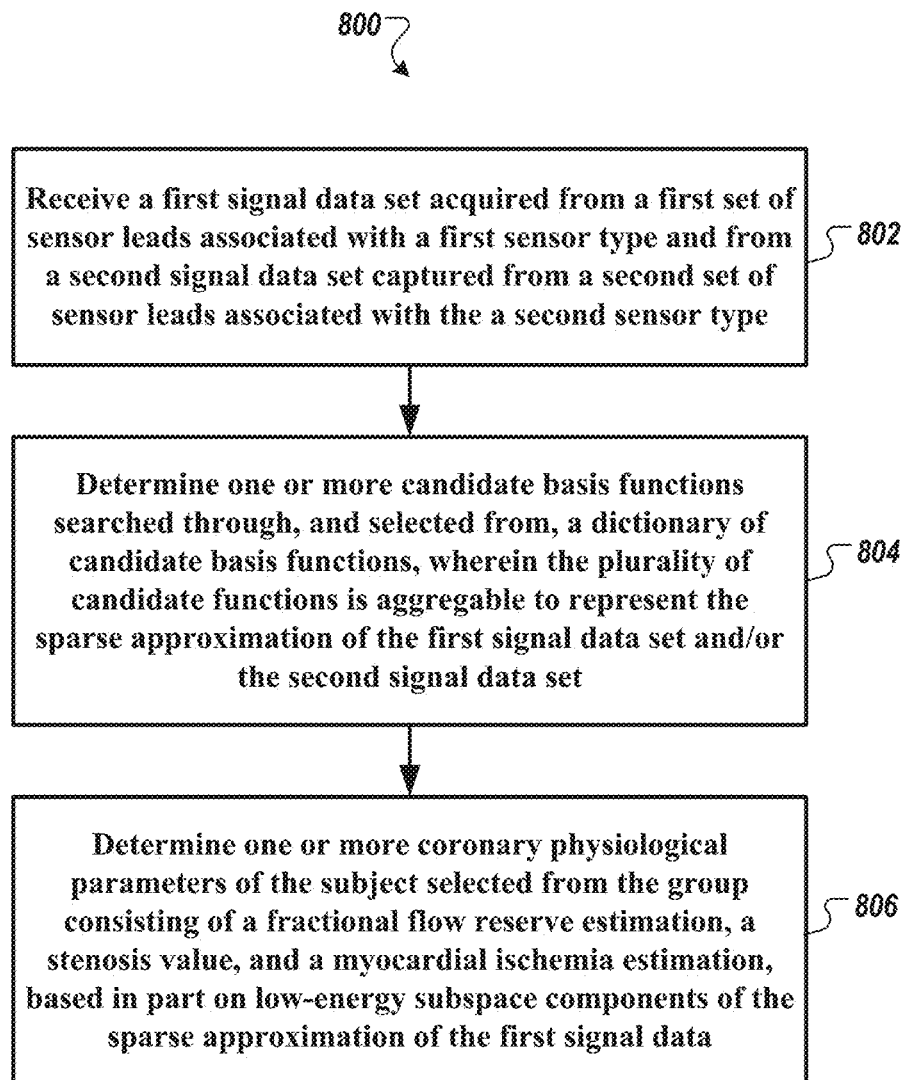 800
Receive a first signal data set acquired from a first set of
sensor leads associated with a first sensor type and from
a second signal data set captured from a second set of
sensor leads associated with the a second sensor type
802
Determine one or more candidate basis functions
searched through, and selected from, a dictionary of
candidate basis functions, wherein the plurality of
candidate functions is aggregable to represent the
sparse approximation of the first signal data set and/or
the second signal data set
804
Determine one or more coronary physiological
parameters of the subject selected from the group
consisting of a fractional flow reserve estimation, a
stenosis value, and a myocardial ischemia estimation,
based in part on low-energy subspace components of the
sparse approximation of the first signal data
806